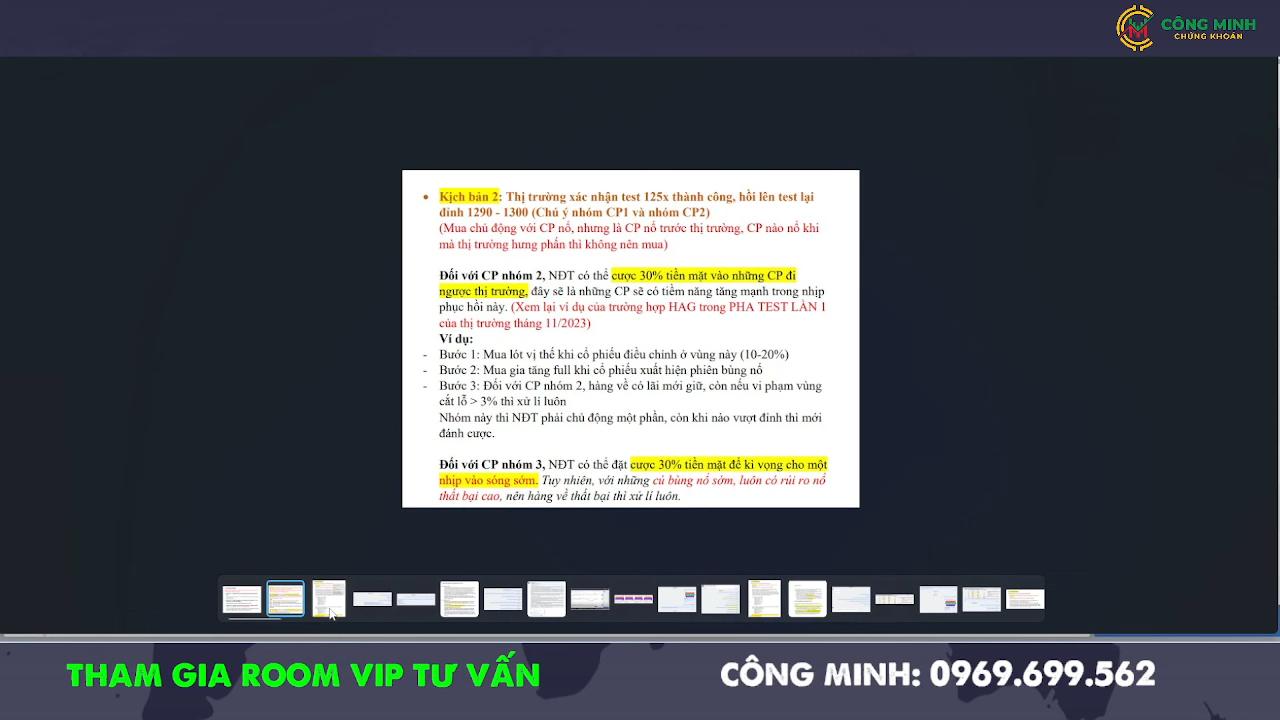 CÔNG MINH
CHỨNG KHOÁN
• Kịch bản 2: Thị trường xác nhận test 125x thành công, hồi lên test lại
đỉnh 1290 - 1300 (Chú ý nhóm CP1 và nhóm CP2)
(Mua chủ động với CP nổ, nhưng là CP nổ trước thị trường, CP nào nổ khi
mà thị trường hưng phấn thì không nên mua)
Đối với CP nhóm 2, NĐT có thể cược 30% tiền mặt vào những CP đi
ngược thị trường, đây sẽ là những CP sẽ có tiềm năng tăng mạnh trong nhịp
phục hồi này. (Xem lại ví dụ của trường hợp HAG trong PHA TEST LẦN 1
của thị trường tháng 11/2023)
Ví dụ:
- Bước 1: Mua lót vị thế khi cổ phiếu điều chỉnh ở vùng này (10-20%)
- Bước 2: Mua gia tăng full khi cổ phiếu xuất hiện phiên bùng nổ
- Bước 3: Đối với CP nhóm 2, hàng về có lãi mới giữ, còn nếu vi phạm vùng
cắt lỗ > 3% thì xử lí luôn
Nhóm này thì NĐT phải chủ động một phần, còn khi nào vượt đỉnh thì mới
đánh cược.
Đối với CP nhóm 3, NĐT có thể đặt cược 30% tiền mặt để kì vọng cho một
nhịp vào sóng sớm. Tuy nhiên, với những cú bùng nổ sớm, luôn có rủi ro nổ
thất bại cao, nên hàng về thất bại thì xử lí luôn.
THAM GIA ROOM VIP TƯ VẤN
CÔNG MINH: 0969.699.562